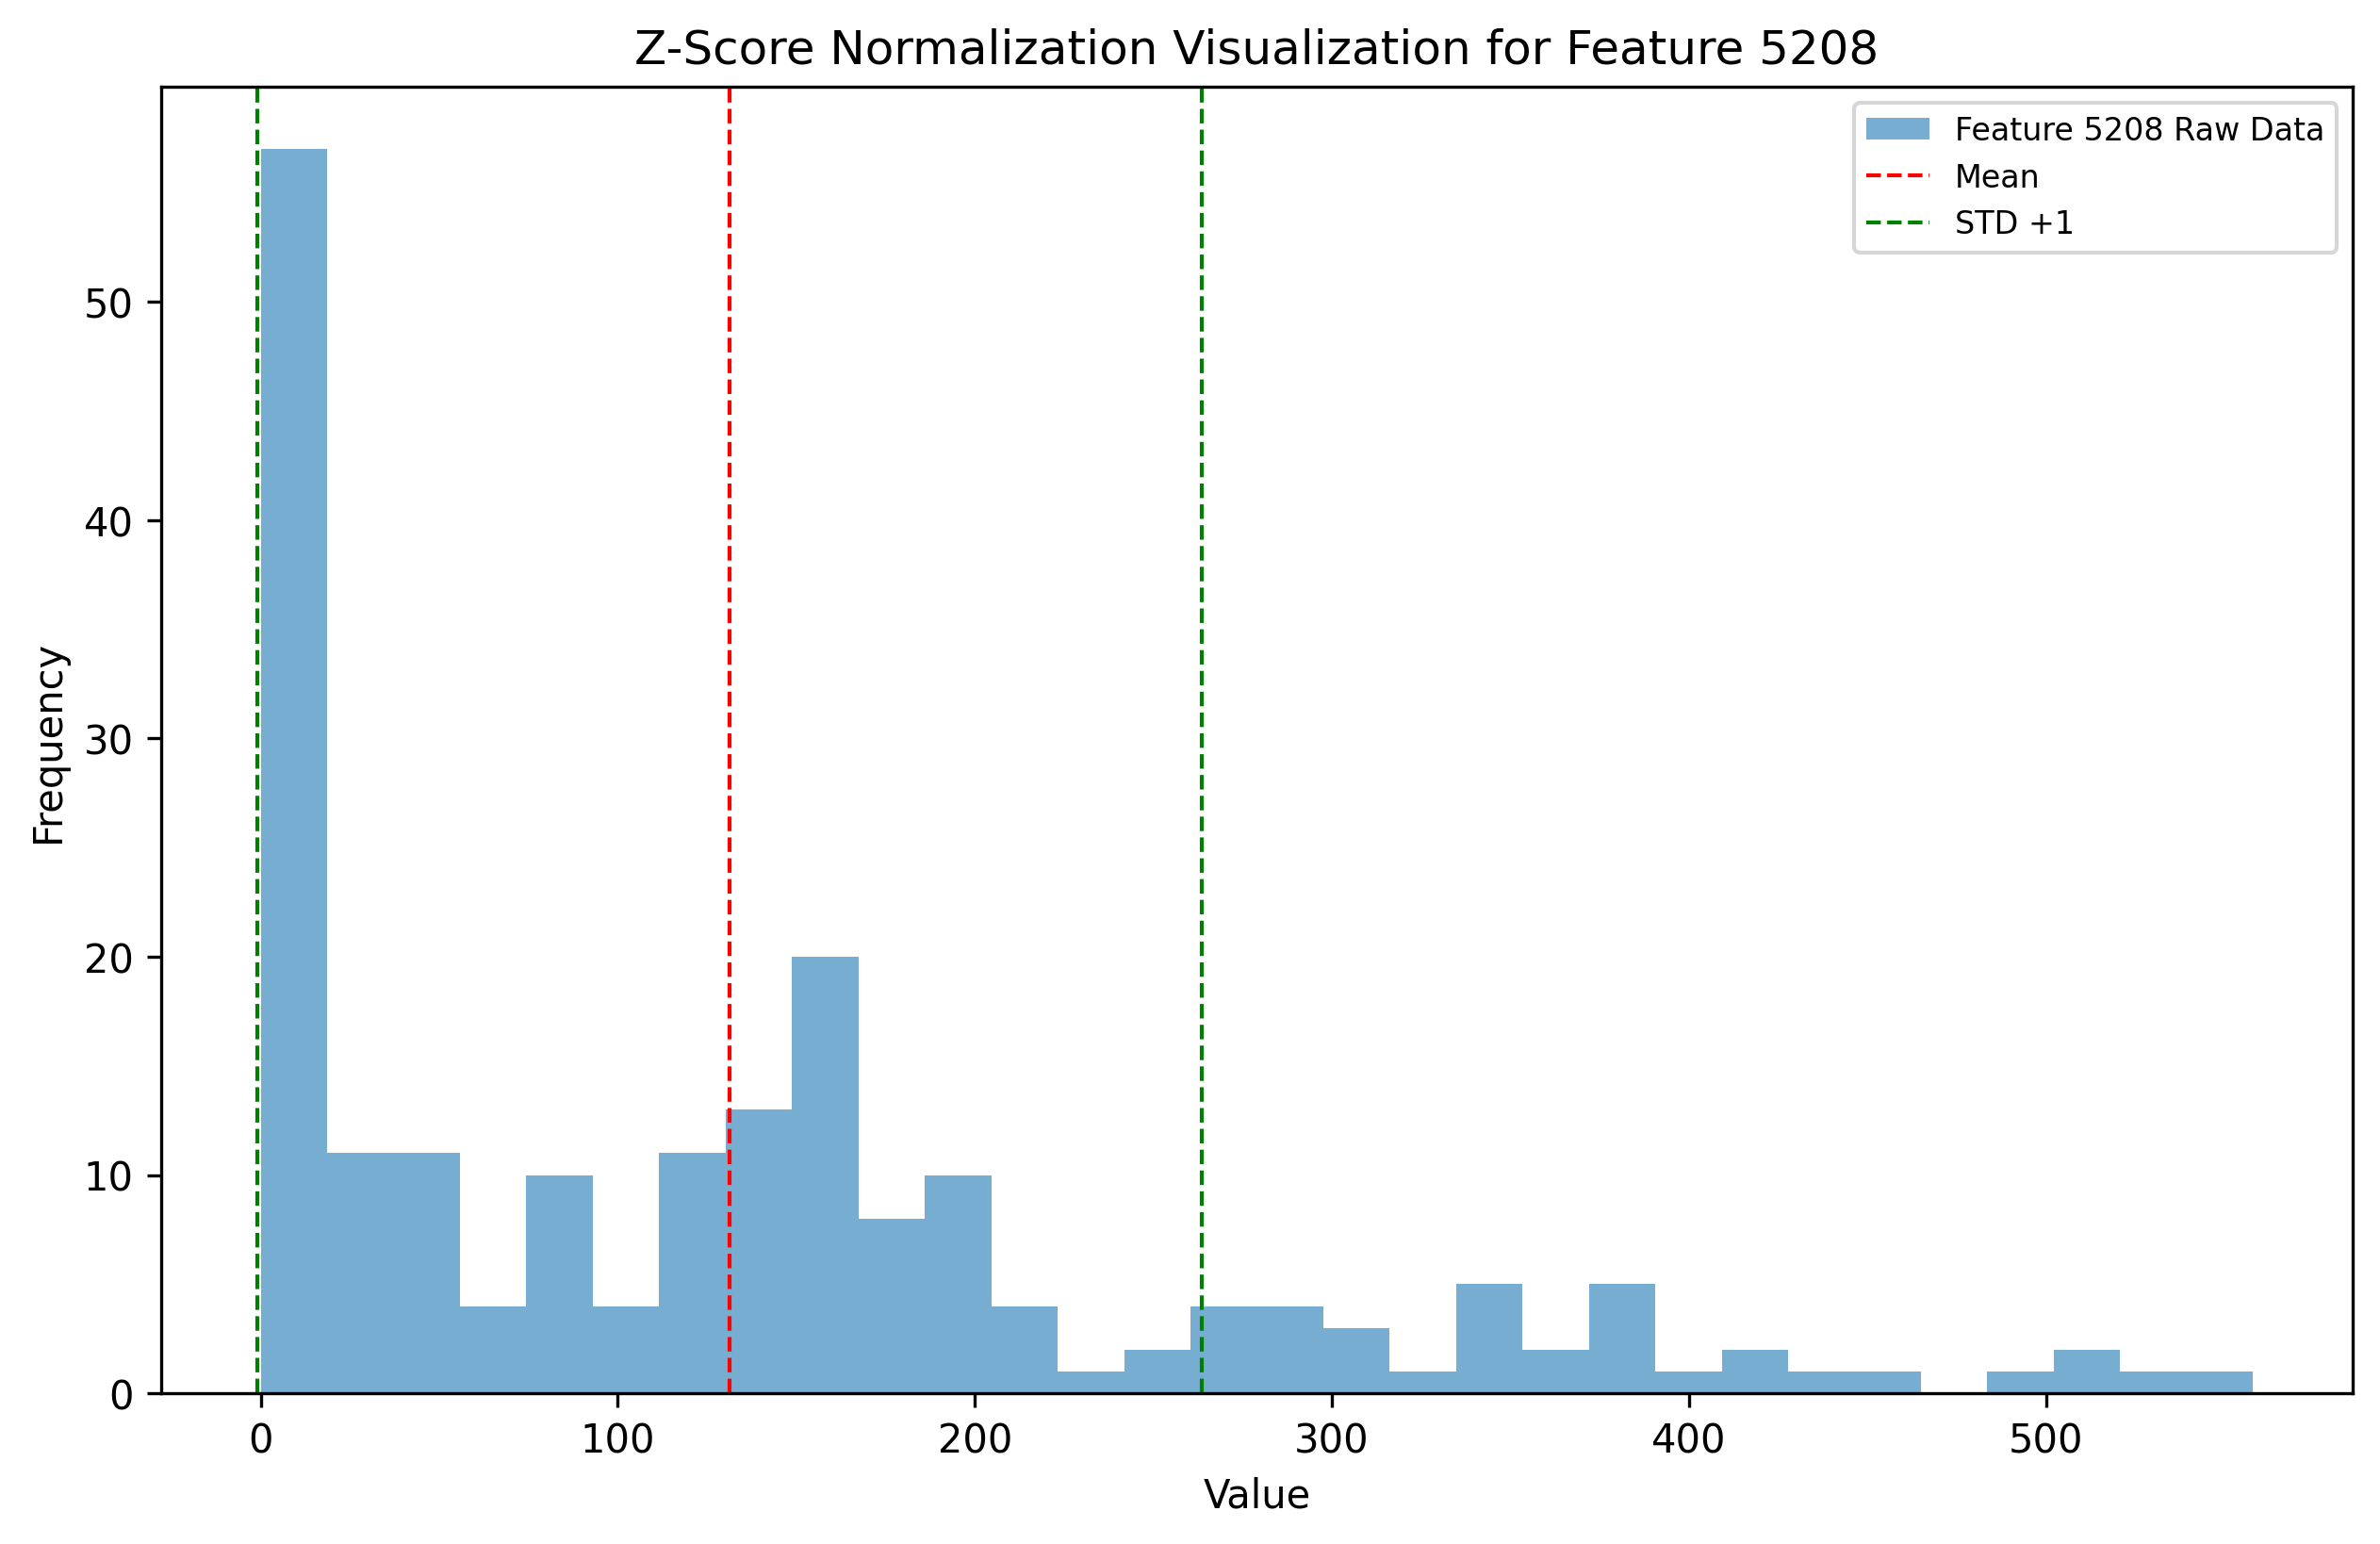 Z-Score Normalization Visualization for Feature 5208
Feature 5208 Raw Data
Mean
STD +1
50
40
30
20
10
0
Frequency
0 100 200 300 400 500
Value